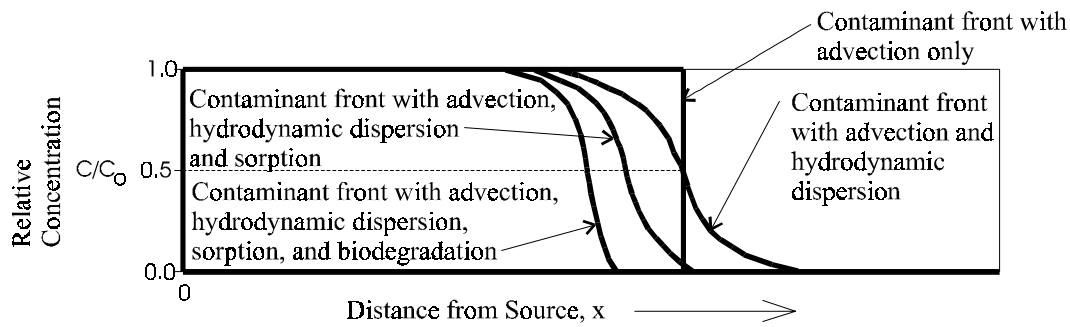 Contaminant front with
advection only
1.0
Contaminant front with advection,
hydrodynamic dispersion
and sorption
Contaminant front
with advection and
hydrodynamic
dispersion
Relative
Concentration
C/Co
0.5
Contaminant front with advection,
hydrodynamic dispersion,
sorption, and biodegradation
0.0
0
Distance from Source, x